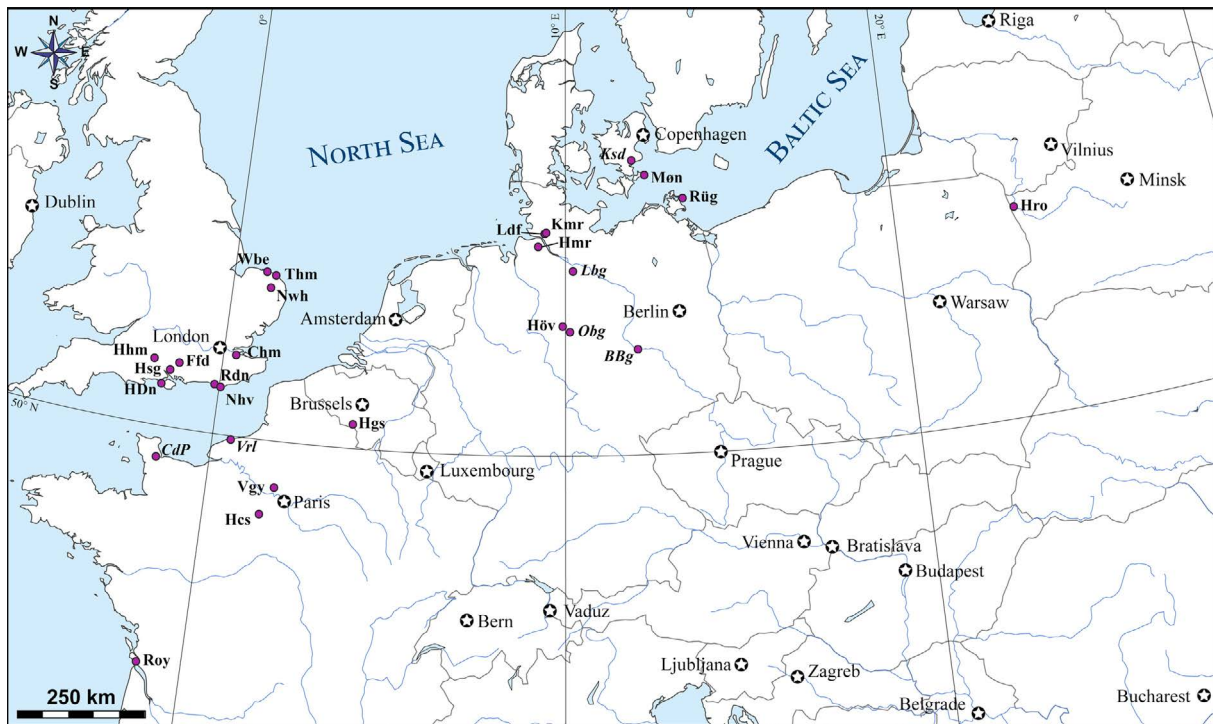 N
W
E
S
0°
10° E
20° E
50° N
Riga
NORTH SEA
BALTIC SEA
Copenhagen
Ksd
Møn
Vilnius
Minsk
Dublin
Rüg
Hro
Ldf
Kmr
Hmr
Wbe
Thm
Lbg
Nwh
Warsaw
Berlin
Amsterdam
Höv
Obg
London
Hhm
Ffd
Chm
BBg
Hsg
Rdn
HDn
Nhv
Brussels
Hgs
CdP
Vrl
Prague
Luxembourg
Vgy
Paris
Hcs
Vienna
Bratislava
Budapest
Vaduz
Bern
Roy
Ljubljana
Zagreb
Bucharest
Belgrade
250 km